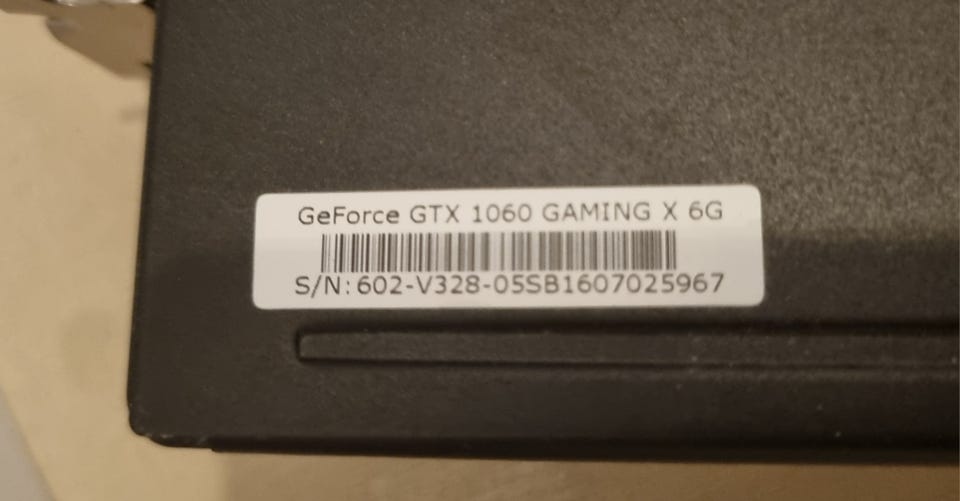 GeForce GTX 1060 GAMING X 6G
S/N: 602-V328-05SB1607025967